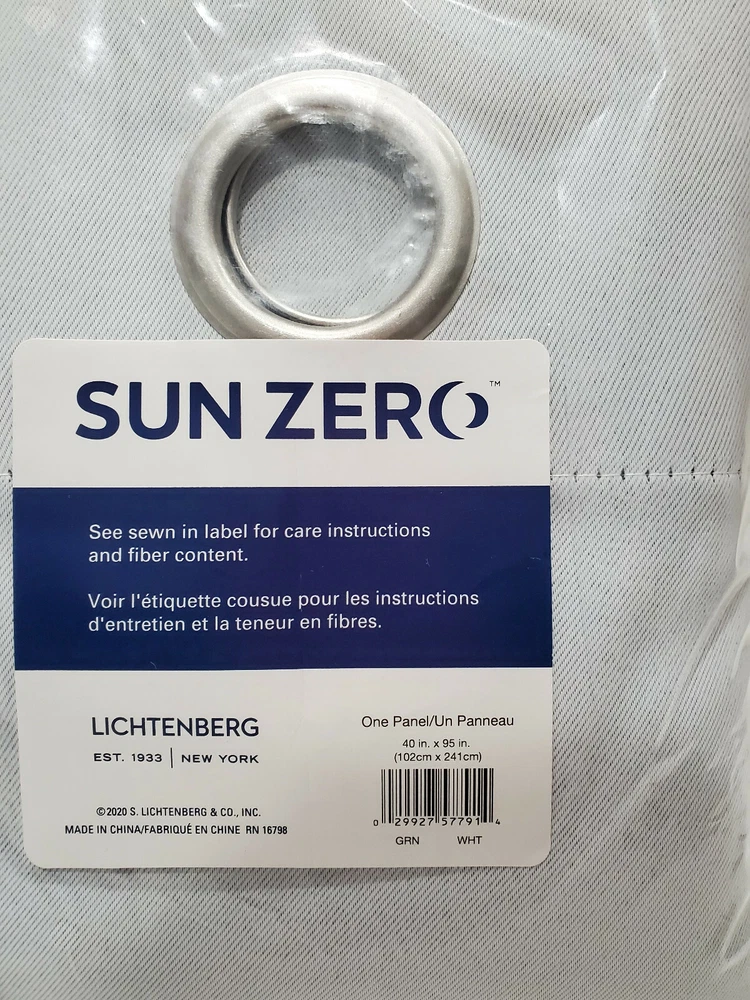 SUN ZERO™
See sewn in label for care instructions
and fiber content.
Voir l'étiquette cousue pour les instructions
d'entretien et la teneur en fibres.
LICHTENBERG
EST. 1933 | NEW YORK
©2020 S. LICHTENBERG & CO., INC.
MADE IN CHINA/FABRIQUÉ EN CHINE RN 16798
One Panel/Un Panneau
40 in. x 95 in.
(102cm x 241cm)
0 29927 57791 4
GRN WHT